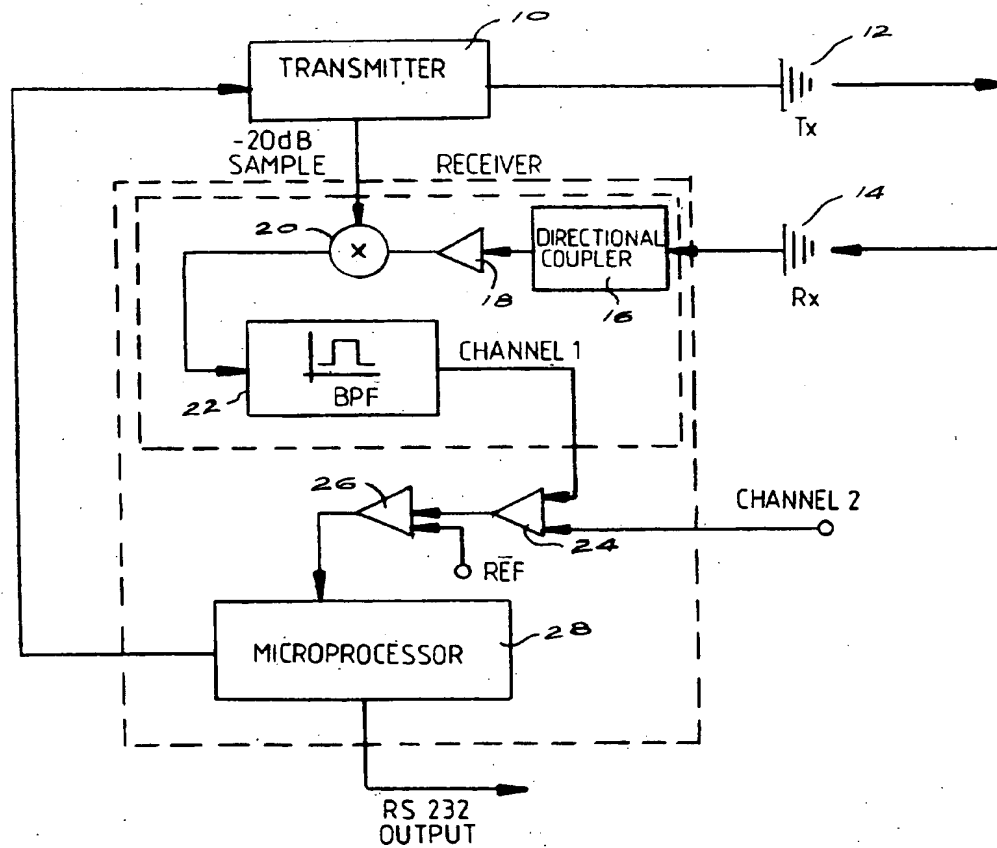 10
TRANSMITTER
12
Tx
-20dB
SAMPLE
RECEIVER
14
20
X
18
DIRECTIONAL
COUPLER
16
Rx
CHANNEL 1
22
BPF
26
24
CHANNEL 2
REF
MICROPROCESSOR
28
RS 232
OUTPUT